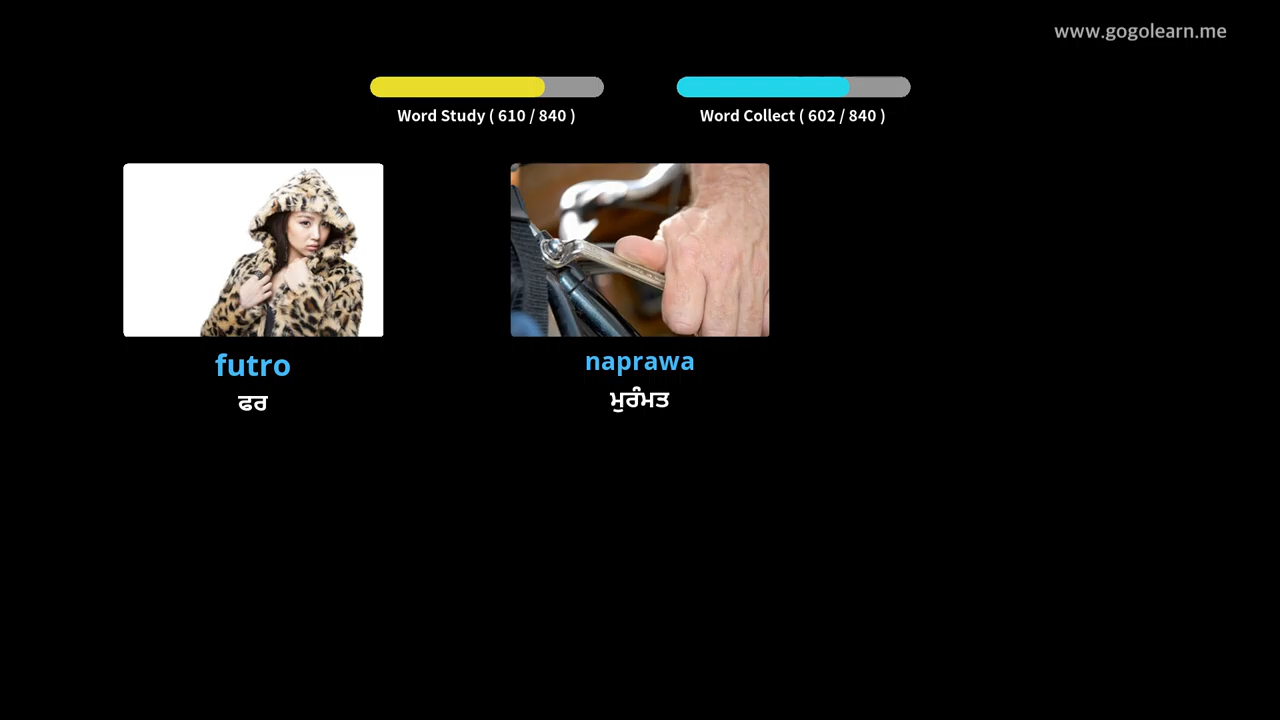 www.gogolearn.me
Word Study ( 610 / 840 )
Word Collect ( 602 / 840 )
futro
ਫਰ
naprawa
ਮੁਰੰਮਤ